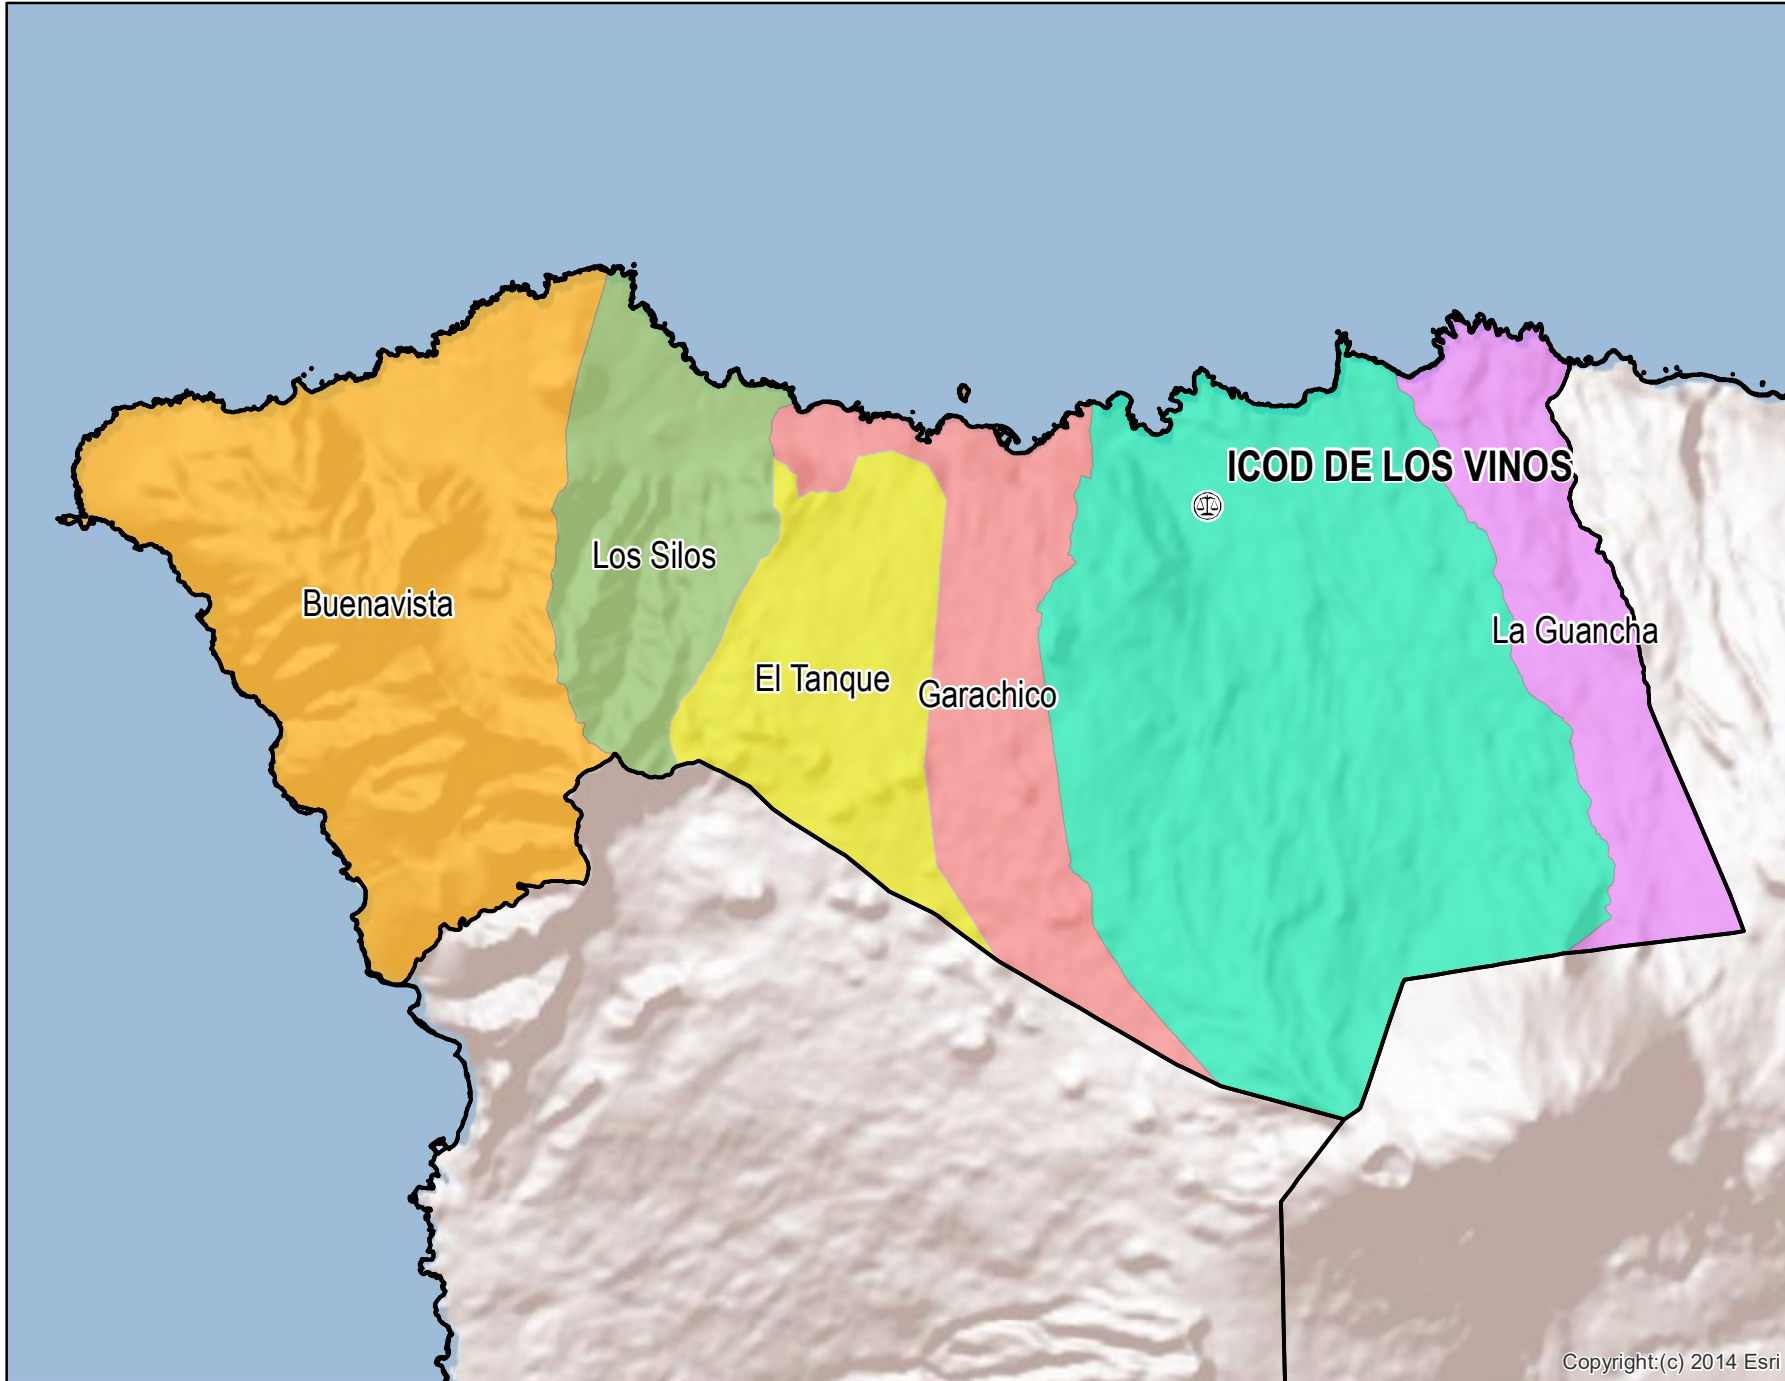 ICOD DE LOS VINOS
Los Silos
Buenavista
La Guancha
El Tanque
Garachico
Copyright:(c) 2014 Esri